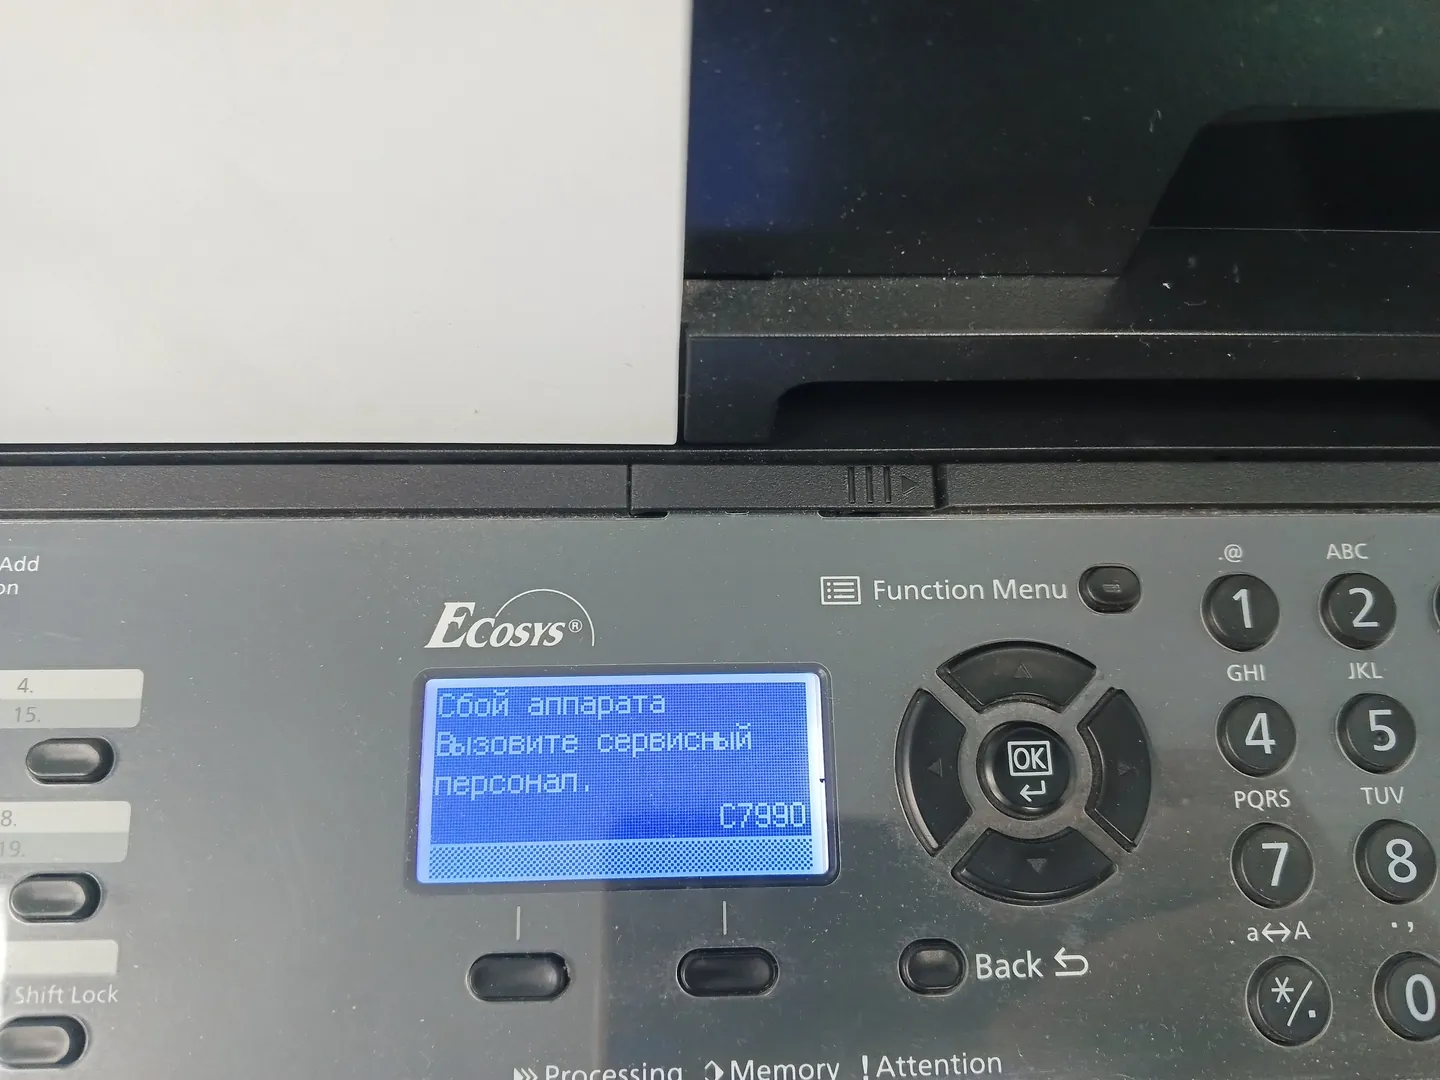 Add
on
4.
15.
8.
19.
Shift Lock
ECOSYS®
Сбой аппарата
Вызовите сервисный
персонал.
C7990
Function Menu
OK
Back
.@
1
ABC
2
GHI
4
JKL
5
PQRS
7
TUV
8
a↔A
*/.
.,
0
Processing
Memory
!Attention